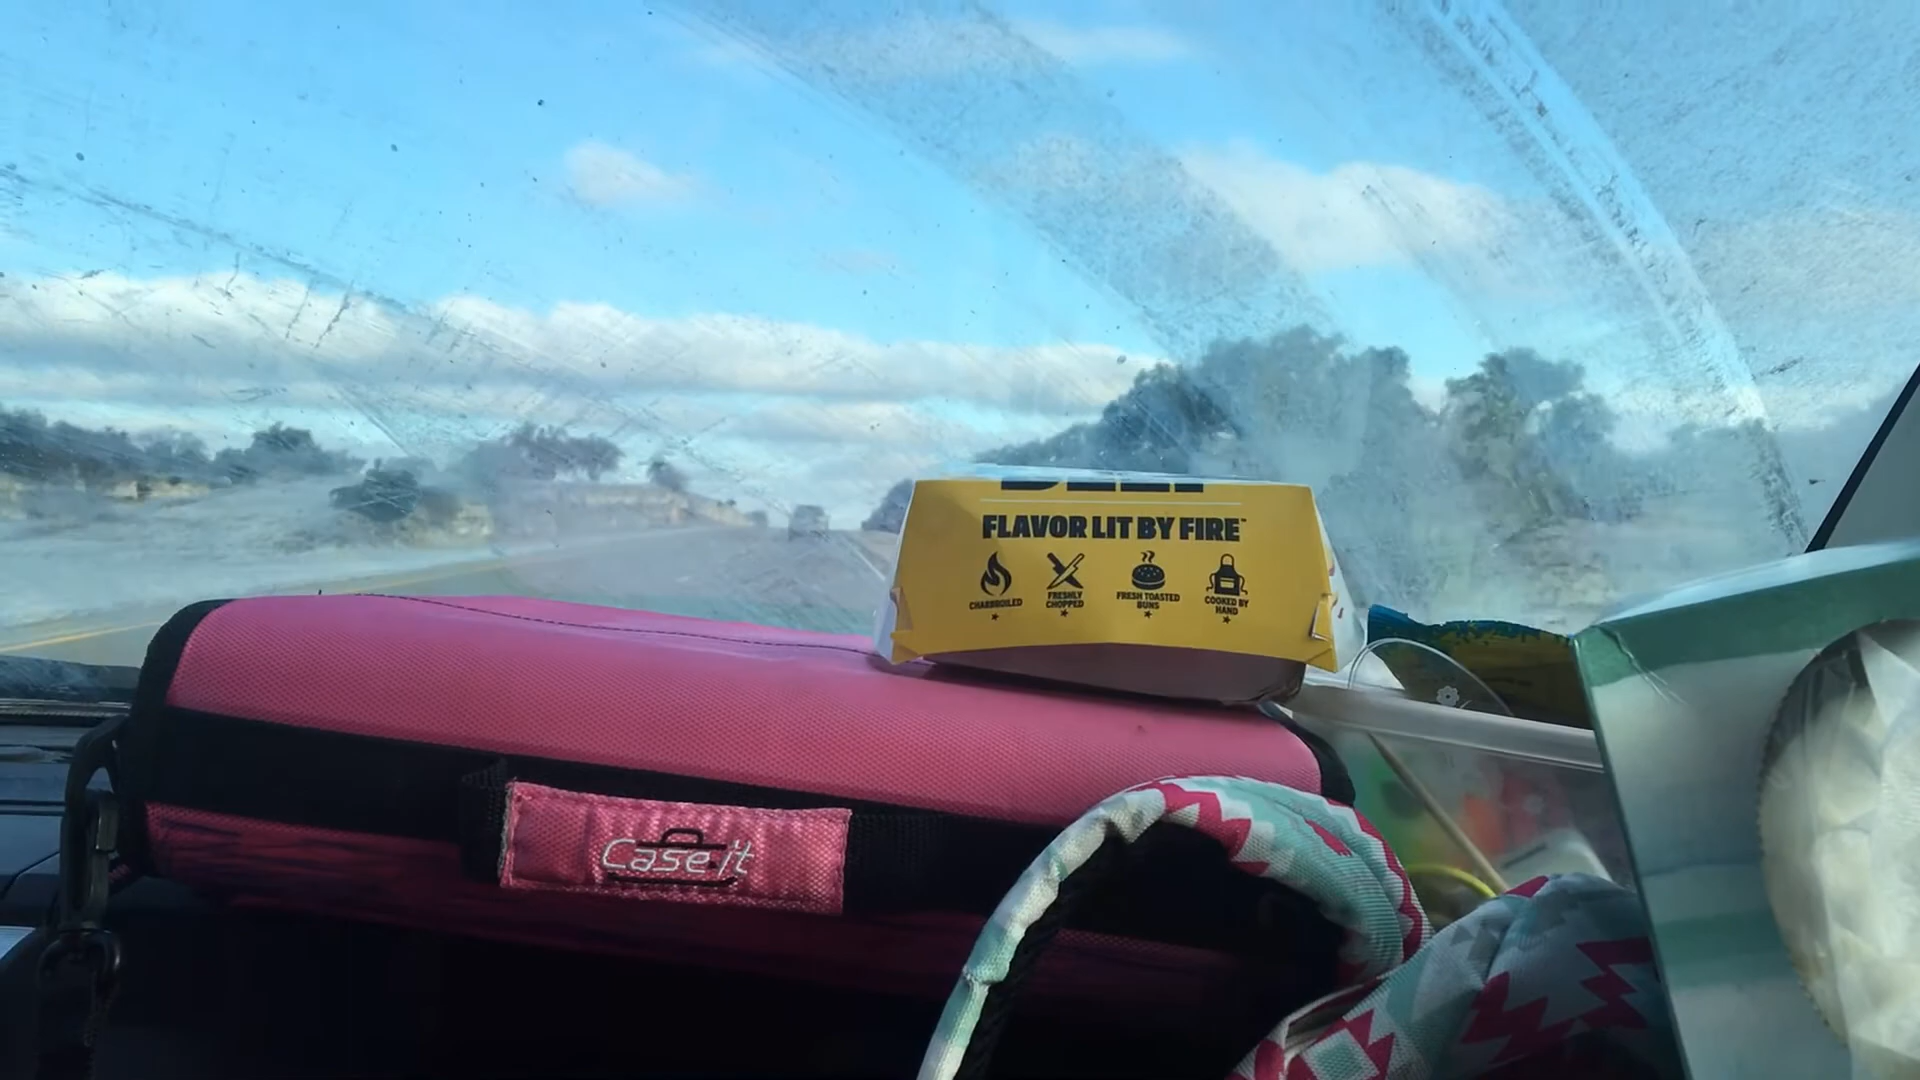 FLAVOR LIT BY FIRE™
CHARBROILED
FRESHLY
CHOPPED
FRESH TOASTED
BUNS
COOKED BY
HAND
Case•it